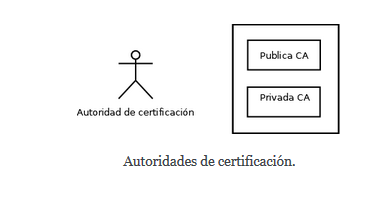 Publica CA
Privada CA
Autoridad de certificación
Autoridades de certificación.